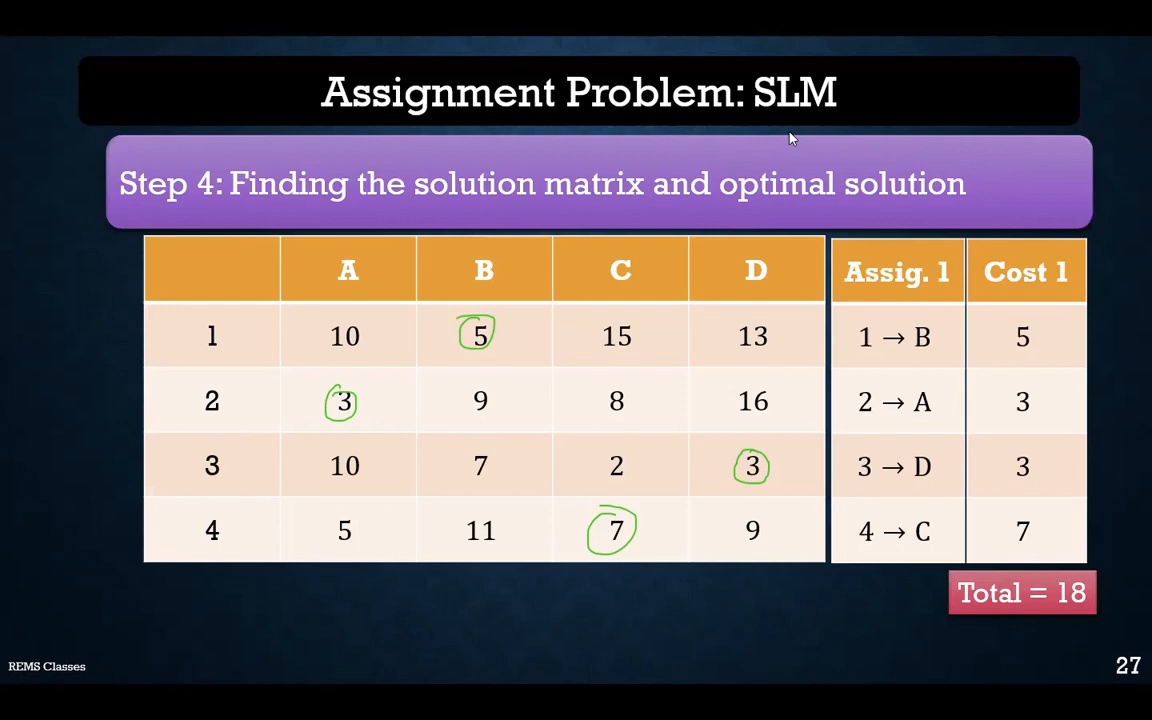 Assignment Problem: SLM
Step 4: Finding the solution matrix and optimal solution
A B C D Assig. 1 Cost 1
1 10 5 15 13 1 → B 5
2 3 9 8 16 2 → A 3
3 10 7 2 3 3 → D 3
4 5 11 7 9 4 → C 7
Total = 18
REMS Classes
27